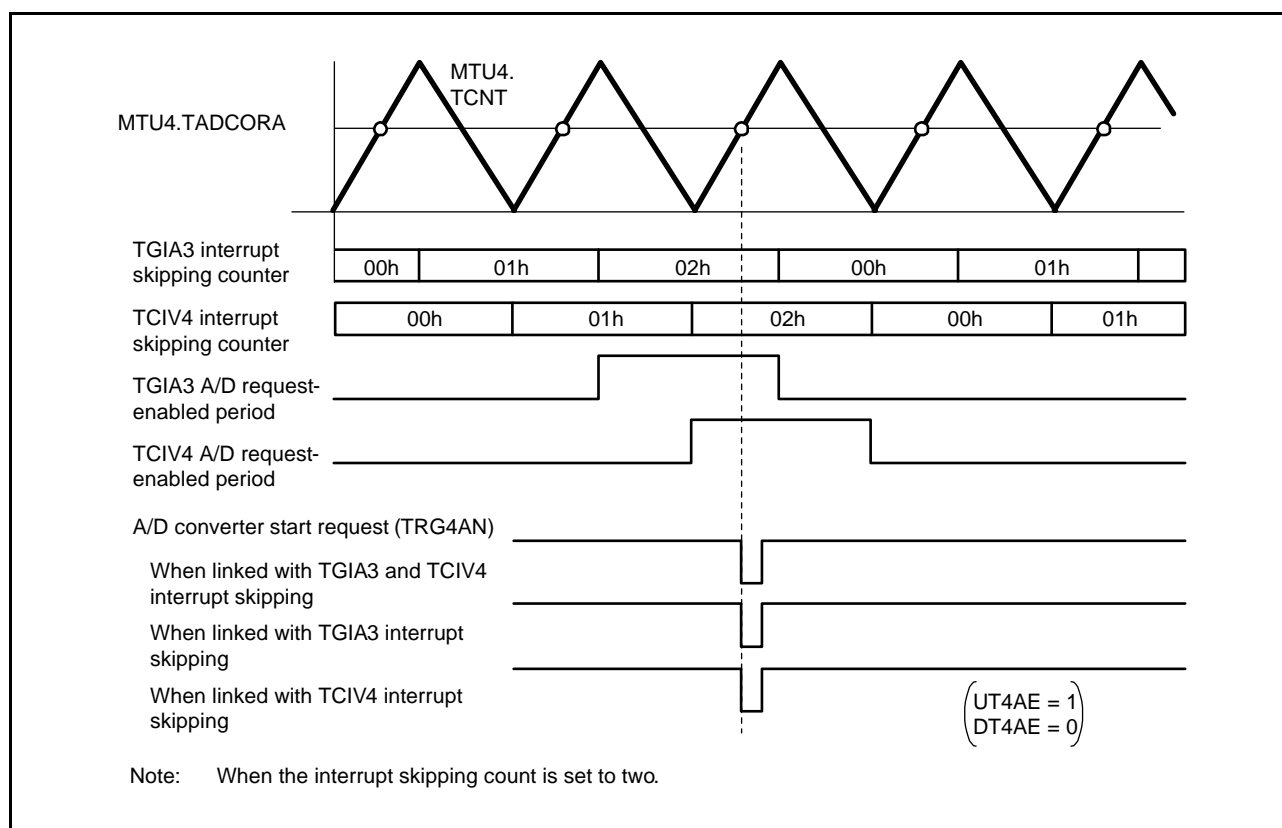 MTU4.
TCNT
MTU4.TADCORA
TGIA3 interrupt
skipping counter
00h 01h 02h 00h 01h
TCIV4 interrupt
skipping counter
00h 01h 02h 00h 01h
TGIA3 A/D request-
enabled period
TCIV4 A/D request-
enabled period
A/D converter start request (TRG4AN)
When linked with TGIA3 and TCIV4
interrupt skipping
When linked with TGIA3 interrupt
skipping
When linked with TCIV4 interrupt
skipping
UT4AE = 1
DT4AE = 0
Note: When the interrupt skipping count is set to two.